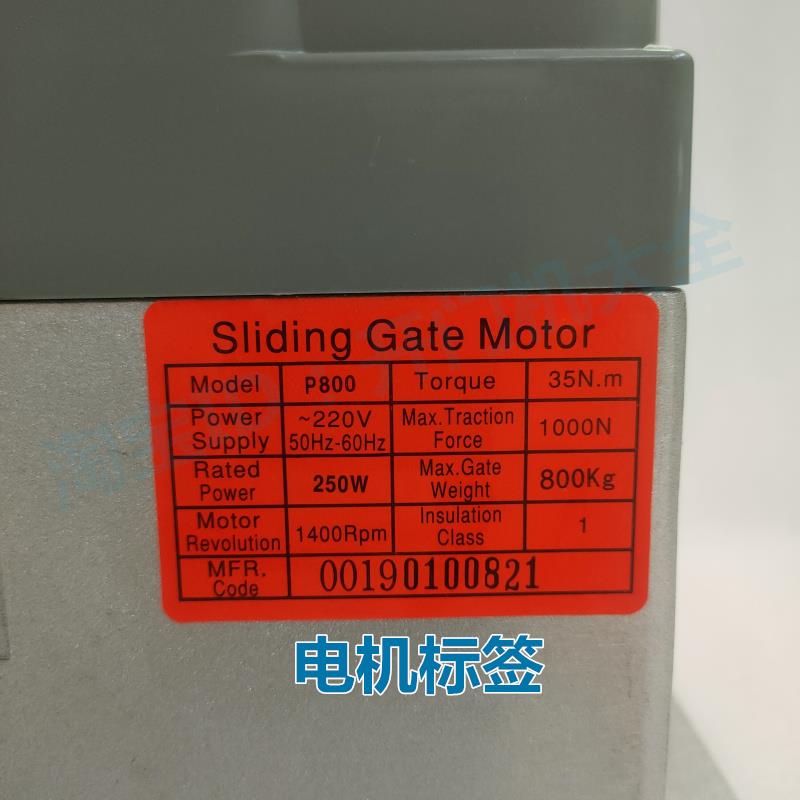 Sliding Gate Motor
Model P800 Torque 35N.m
Power Supply ~220V 50Hz-60Hz Max.Traction Force 1000N
Rated Power 250W Max.Gate Weight 800Kg
Motor Revolution 1400Rpm Insulation Class 1
MFR. Code 00190100821
电机标签